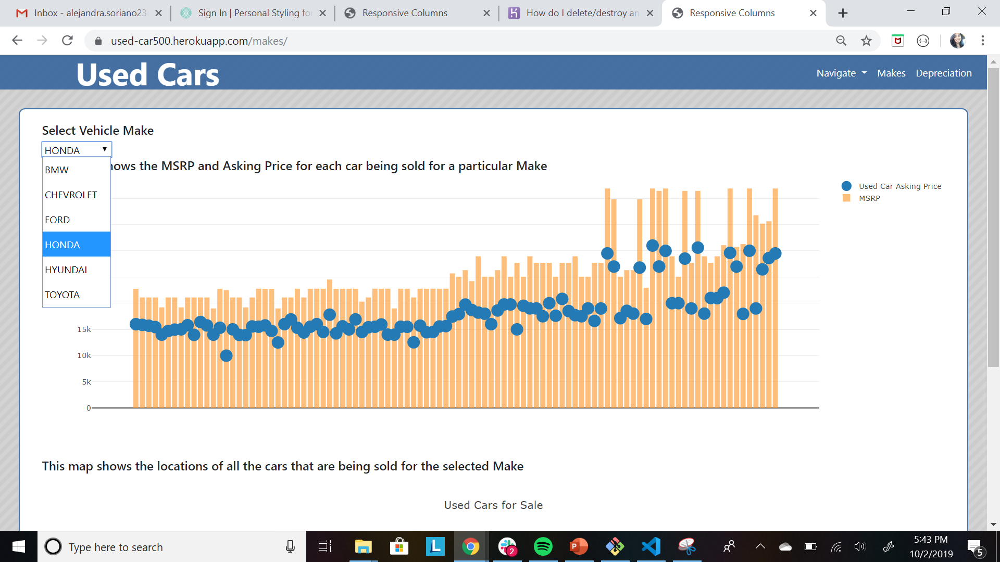 Inbox - alejandra.soriano23
Sign In | Personal Styling fo
Responsive Columns
How do I delete/destroy an
Responsive Columns
used-car500.herokuapp.com/makes/
Used Cars
Navigate
Makes
Depreciation
Select Vehicle Make
HONDA
BMW
CHEVROLET
FORD
HONDA
HYUNDAI
TOYOTA
hows the MSRP and Asking Price for each car being sold for a particular Make
Used Car Asking Price
MSRP
15k
10k
5k
0
This map shows the locations of all the cars that are being sold for the selected Make
Used Cars for Sale
Type here to search
L
2
P
5:43 PM
10/2/2019
5